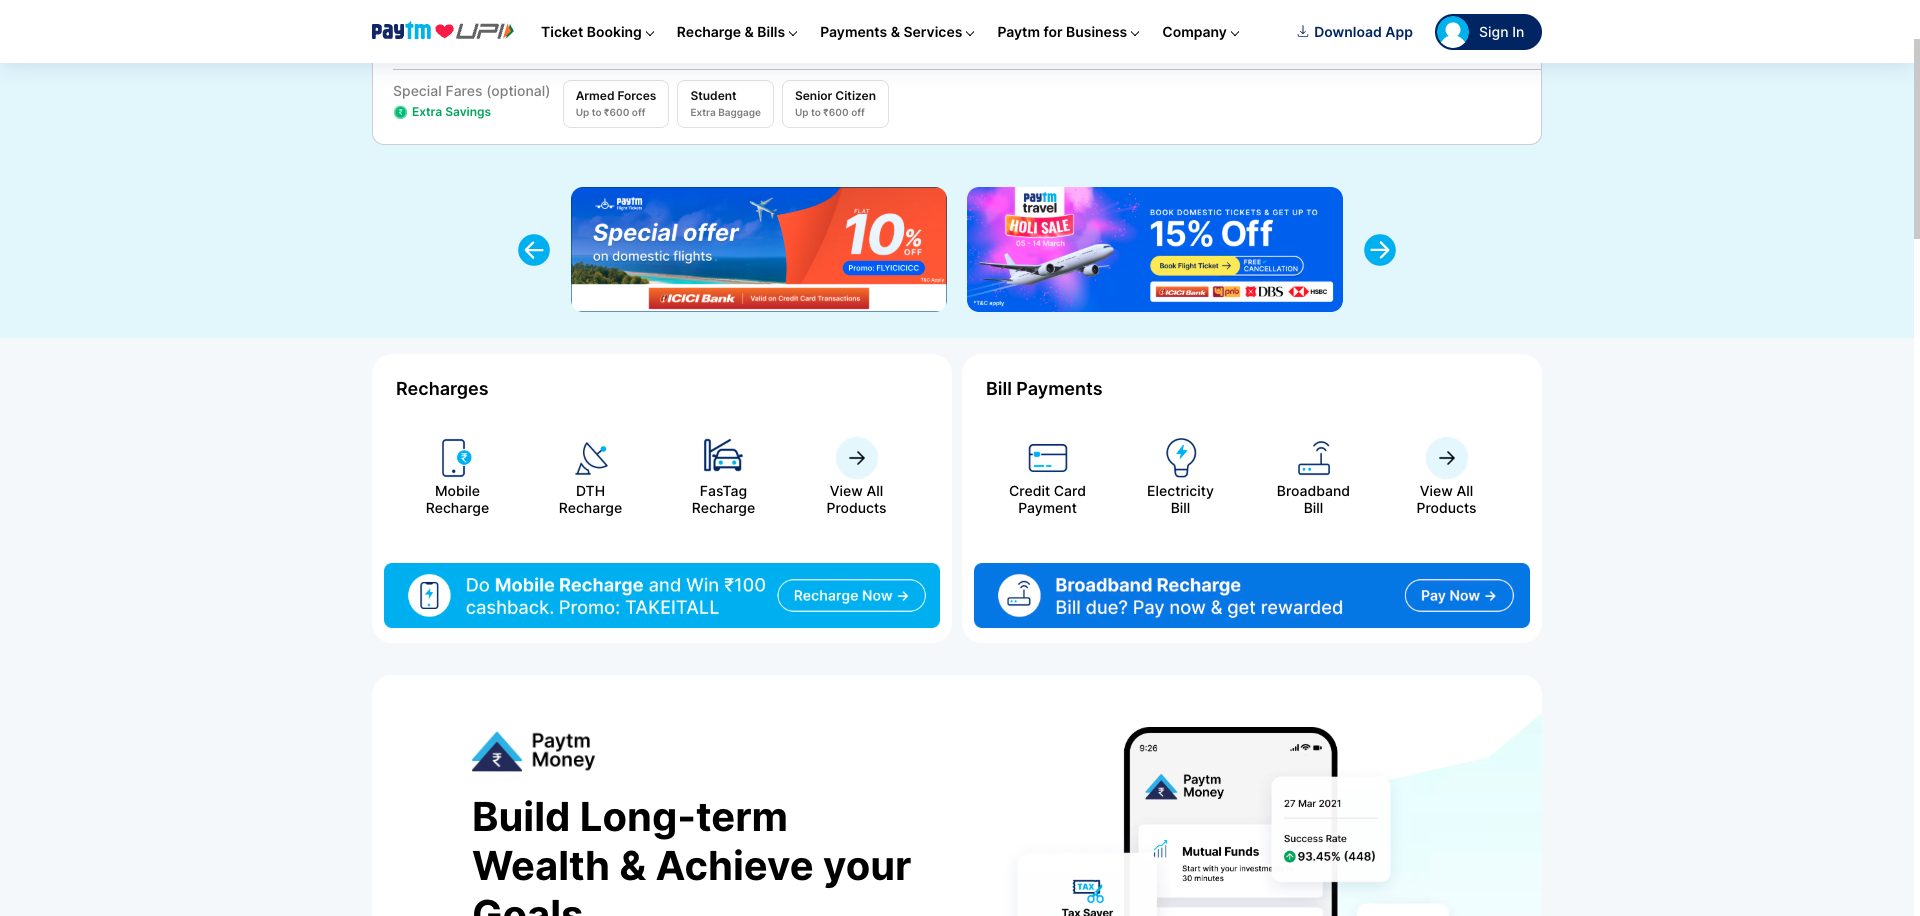 paytm UPI
Ticket Booking
Recharge & Bills
Payments & Services
Paytm for Business
Company
Download App
Sign In
Special Fares (optional)
Extra Savings
Armed Forces
Up to ₹600 off
Student
Extra Baggage
Senior Citizen
Up to ₹600 off
paytm
Flight Tickets
Special offer
on domestic flights
FLAT
10%
OFF
Promo: FLYICICICC
T&C Apply
ICICI Bank
Valid on Credit Card Transactions
paytm
travel
HOLI SALE
05 - 14 March
*T&C apply
BOOK DOMESTIC TICKETS & GET UP TO
15% Off
Book Flight Ticket →
FREE
CANCELLATION
ICICI Bank
pnb
DBS
HSBC
Recharges
Mobile
Recharge
DTH
Recharge
FasTag
Recharge
View All
Products
Do Mobile Recharge and Win ₹100
cashback. Promo: TAKEITALL
Recharge Now →
Bill Payments
Credit Card
Payment
Electricity
Bill
Broadband
Bill
View All
Products
Broadband Recharge
Bill due? Pay now & get rewarded
Pay Now →
Paytm
Money
Build Long-term
Wealth & Achieve your
Goals
9:26
Paytm
Money
27 Mar 2021
Success Rate
93.45% (448)
Mutual Funds
Start with your investme
30 minutes
TAX
Tax Saver